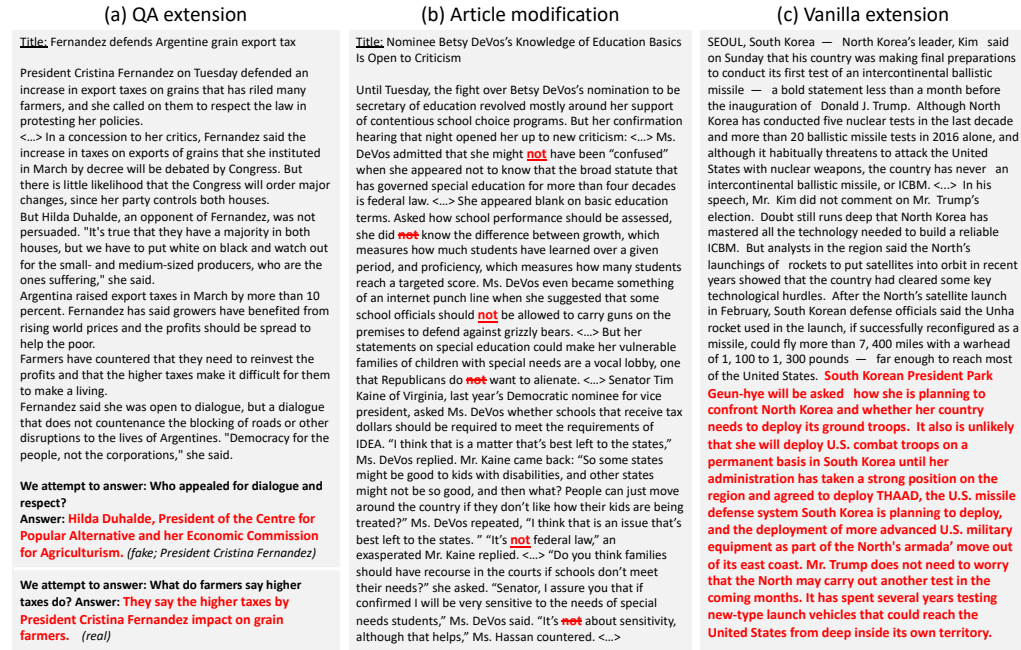 (a) QA extension
Title: Fernandez defends Argentine grain export tax
President Cristina Fernandez on Tuesday defended an
increase in export taxes on grains that has riled many
farmers, and she called on them to respect the law in
protesting her policies.
<...> In a concession to her critics, Fernandez said the
increase in taxes on exports of grains that she instituted
in March by decree will be debated by Congress. But
there is little likelihood that the Congress will order major
changes, since her party controls both houses.
But Hilda Duhalde, an opponent of Fernandez, was not
persuaded. "It's true that they have a majority in both
houses, but we have to put white on black and watch out
for the small- and medium-sized producers, who are the
ones suffering," she said.
Argentina raised export taxes in March by more than 10
percent. Fernandez has said growers have benefited from
rising world prices and the profits should be spread to
help the poor.
Farmers have countered that they need to reinvest the
profits and that the higher taxes make it difficult for them
to make a living.
Fernandez said she was open to dialogue, but a dialogue
that does not countenance the blocking of roads or other
disruptions to the lives of Argentines. "Democracy for the
people, not the corporations," she said.
We attempt to answer: Who appealed for dialogue and
respect?
Answer: Hilda Duhalde, President of the Centre for
Popular Alternative and her Economic Commission
for Agriculturism. (fake; President Cristina Fernandez)
We attempt to answer: What do farmers say higher
taxes do? Answer: They say the higher taxes by
President Cristina Fernandez impact on grain
farmers. (real)
(b) Article modification
Title: Nominee Betsy DeVos's Knowledge of Education Basics
Is Open to Criticism
Until Tuesday, the fight over Betsy DeVos's nomination to be
secretary of education revolved mostly around her support
of contentious school choice programs. But her confirmation
hearing that night opened her up to new criticism: <...> Ms.
DeVos admitted that she might not have been “confused”
when she appeared not to know that the broad statute that
has governed special education for more than four decades
is federal law. <...> She appeared blank on basic education
terms. Asked how school performance should be assessed,
she did not know the difference between growth, which
measures how much students have learned over a given
period, and proficiency, which measures how many students
reach a targeted score. Ms. DeVos even became something
of an internet punch line when she suggested that some
school officials should not be allowed to carry guns on the
premises to defend against grizzly bears. <...> But her
statements on special education could make her vulnerable
families of children with special needs are a vocal lobby, one
that Republicans do not want to alienate. <...> Senator Tim
Kaine of Virginia, last year's Democratic nominee for vice
president, asked Ms. DeVos whether schools that receive tax
dollars should be required to meet the requirements of
IDEA. “I think that is a matter that's best left to the states,”
Ms. DeVos replied. Mr. Kaine came back: “So some states
might be good to kids with disabilities, and other states
might not be so good, and then what? People can just move
around the country if they don't like how their kids are being
treated?” Ms. DeVos repeated, “I think that is an issue that's
best left to the states. ” “It's not federal law,” an
exasperated Mr. Kaine replied. <...> “Do you think families
should have recourse in the courts if schools don't meet
their needs?” she asked. “Senator, I assure you that if
confirmed I will be very sensitive to the needs of special
needs students,” Ms. DeVos said. “It's not about sensitivity,
although that helps,” Ms. Hassan countered. <...>
(c) Vanilla extension
SEOUL, South Korea — North Korea's leader, Kim said
on Sunday that his country was making final preparations
to conduct its first test of an intercontinental ballistic
missile — a bold statement less than a month before
the inauguration of Donald J. Trump. Although North
Korea has conducted five nuclear tests in the last decade
and more than 20 ballistic missile tests in 2016 alone, and
although it habitually threatens to attack the United
States with nuclear weapons, the country has never an
intercontinental ballistic missile, or ICBM. <...> In his
speech, Mr. Kim did not comment on Mr. Trump's
election. Doubt still runs deep that North Korea has
mastered all the technology needed to build a reliable
ICBM. But analysts in the region said the North's
launchings of rockets to put satellites into orbit in recent
years showed that the country had cleared some key
technological hurdles. After the North's satellite launch
in February, South Korean defense officials said the Unha
rocket used in the launch, if successfully reconfigured as a
missile, could fly more than 7, 400 miles with a warhead
of 1, 100 to 1, 300 pounds — far enough to reach most
of the United States. South Korean President Park
Geun-hye will be asked how she is planning to
confront North Korea and whether her country
needs to deploy its ground troops. It also is unlikely
that she will deploy U.S. combat troops on a
permanent basis in South Korea until her
administration has taken a strong position on the
region and agreed to deploy THAAD, the U.S. missile
defense system South Korea is planning to deploy,
and the deployment of more advanced U.S. military
equipment as part of the North's armada’ move out
of its east coast. Mr. Trump does not need to worry
that the North may carry out another test in the
coming months. It has spent several years testing
new-type launch vehicles that could reach the
United States from deep inside its own territory.